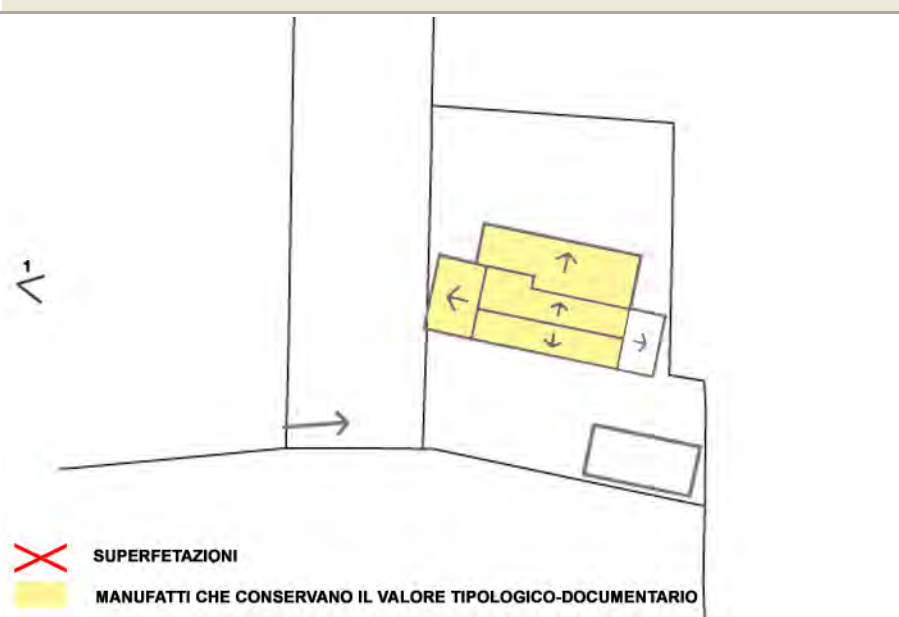 1
SUPERFETAZIONI
MANUFATTI CHE CONSERVANO IL VALORE TIPOLOGICO-DOCUMENTARIO